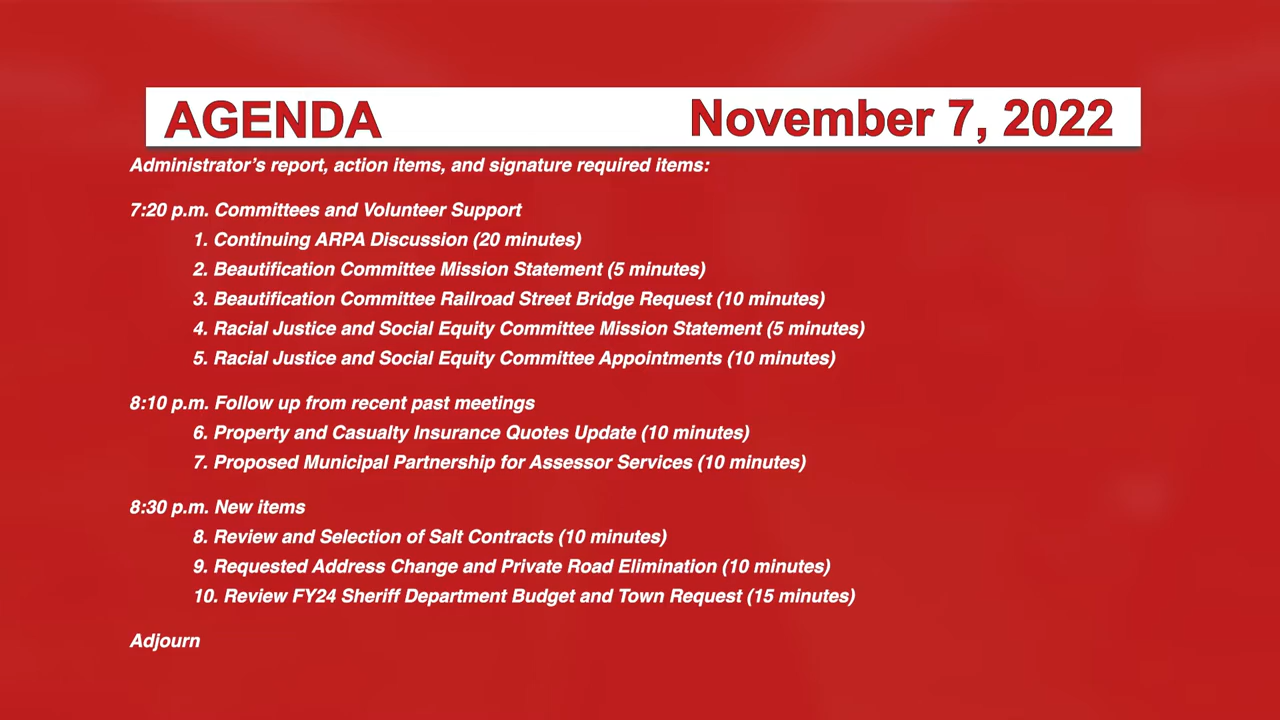 AGENDA November 7, 2022
Administrator's report, action items, and signature required items:
7:20 p.m. Committees and Volunteer Support
1. Continuing ARPA Discussion (20 minutes)
2. Beautification Committee Mission Statement (5 minutes)
3. Beautification Committee Railroad Street Bridge Request (10 minutes)
4. Racial Justice and Social Equity Committee Mission Statement (5 minutes)
5. Racial Justice and Social Equity Committee Appointments (10 minutes)
8:10 p.m. Follow up from recent past meetings
6. Property and Casualty Insurance Quotes Update (10 minutes)
7. Proposed Municipal Partnership for Assessor Services (10 minutes)
8:30 p.m. New items
8. Review and Selection of Salt Contracts (10 minutes)
9. Requested Address Change and Private Road Elimination (10 minutes)
10. Review FY24 Sheriff Department Budget and Town Request (15 minutes)
Adjourn